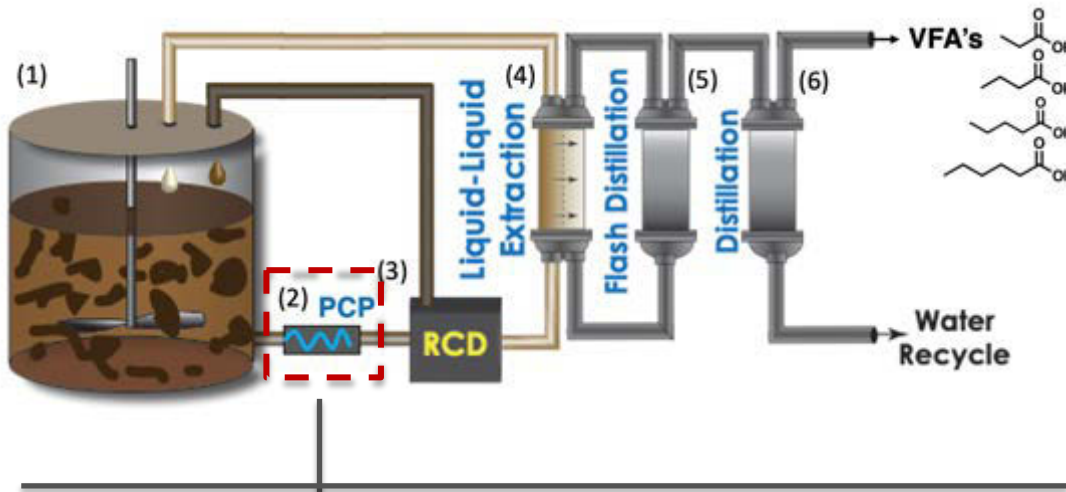 (1)
(2)
PCP
(3)
RCD
(4)
Liquid-Liquid
Extraction
Flash Distillation
(5)
Distillation
(6)
VFA's
O
O
O
O
Water
Recycle